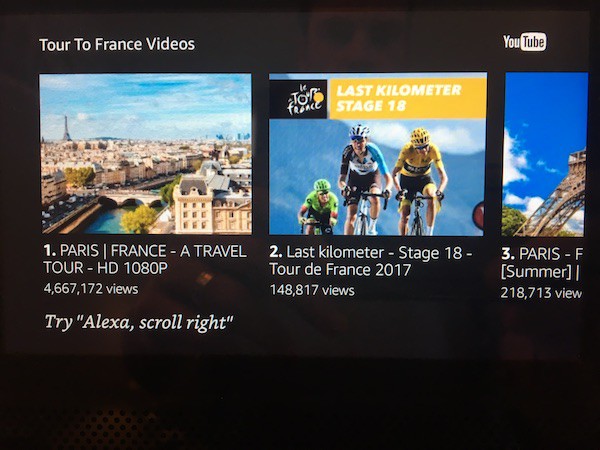 Tour To France Videos
YouTube
le TOUR de France
LAST KILOMETER
STAGE 18
1. PARIS | FRANCE - A TRAVEL
TOUR - HD 1080P
4,667,172 views
2. Last kilometer - Stage 18 -
Tour de France 2017
148,817 views
3. PARIS - F
[Summer] |
218,713 view
Try "Alexa, scroll right"